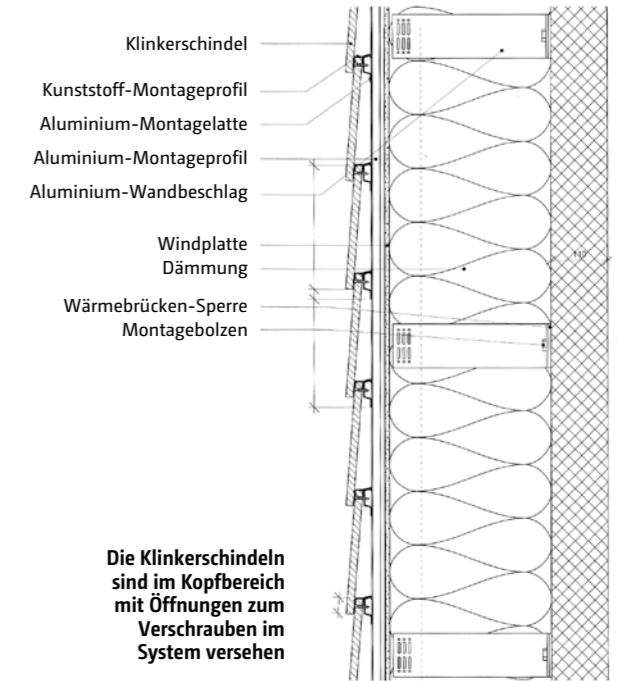 Klinkerschindel
Kunststoff-Montageprofil
Aluminium-Montagelatte
Aluminium-Montageprofil
Aluminium-Wandbeschlag
Windplatte
Dämmung
Wärmebrücken-Sperre
Montagebolzen
Die Klinkerschindeln
sind im Kopfbereich
mit Öffnungen zum
Verschrauben im
System versehen